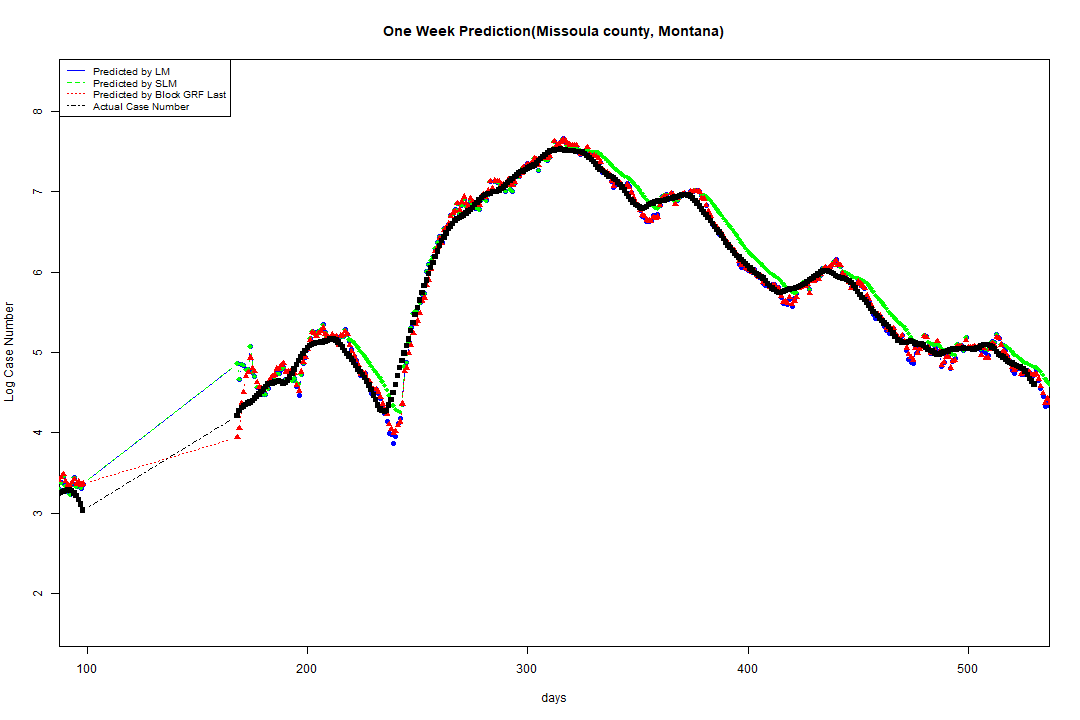 One Week Prediction(Missoula county, Montana)
Predicted by LM
Predicted by SLM
Predicted by Block GRF Last
Actual Case Number
8
7
6
5
4
3
2
Log Case Number
100 200 300 400 500
days